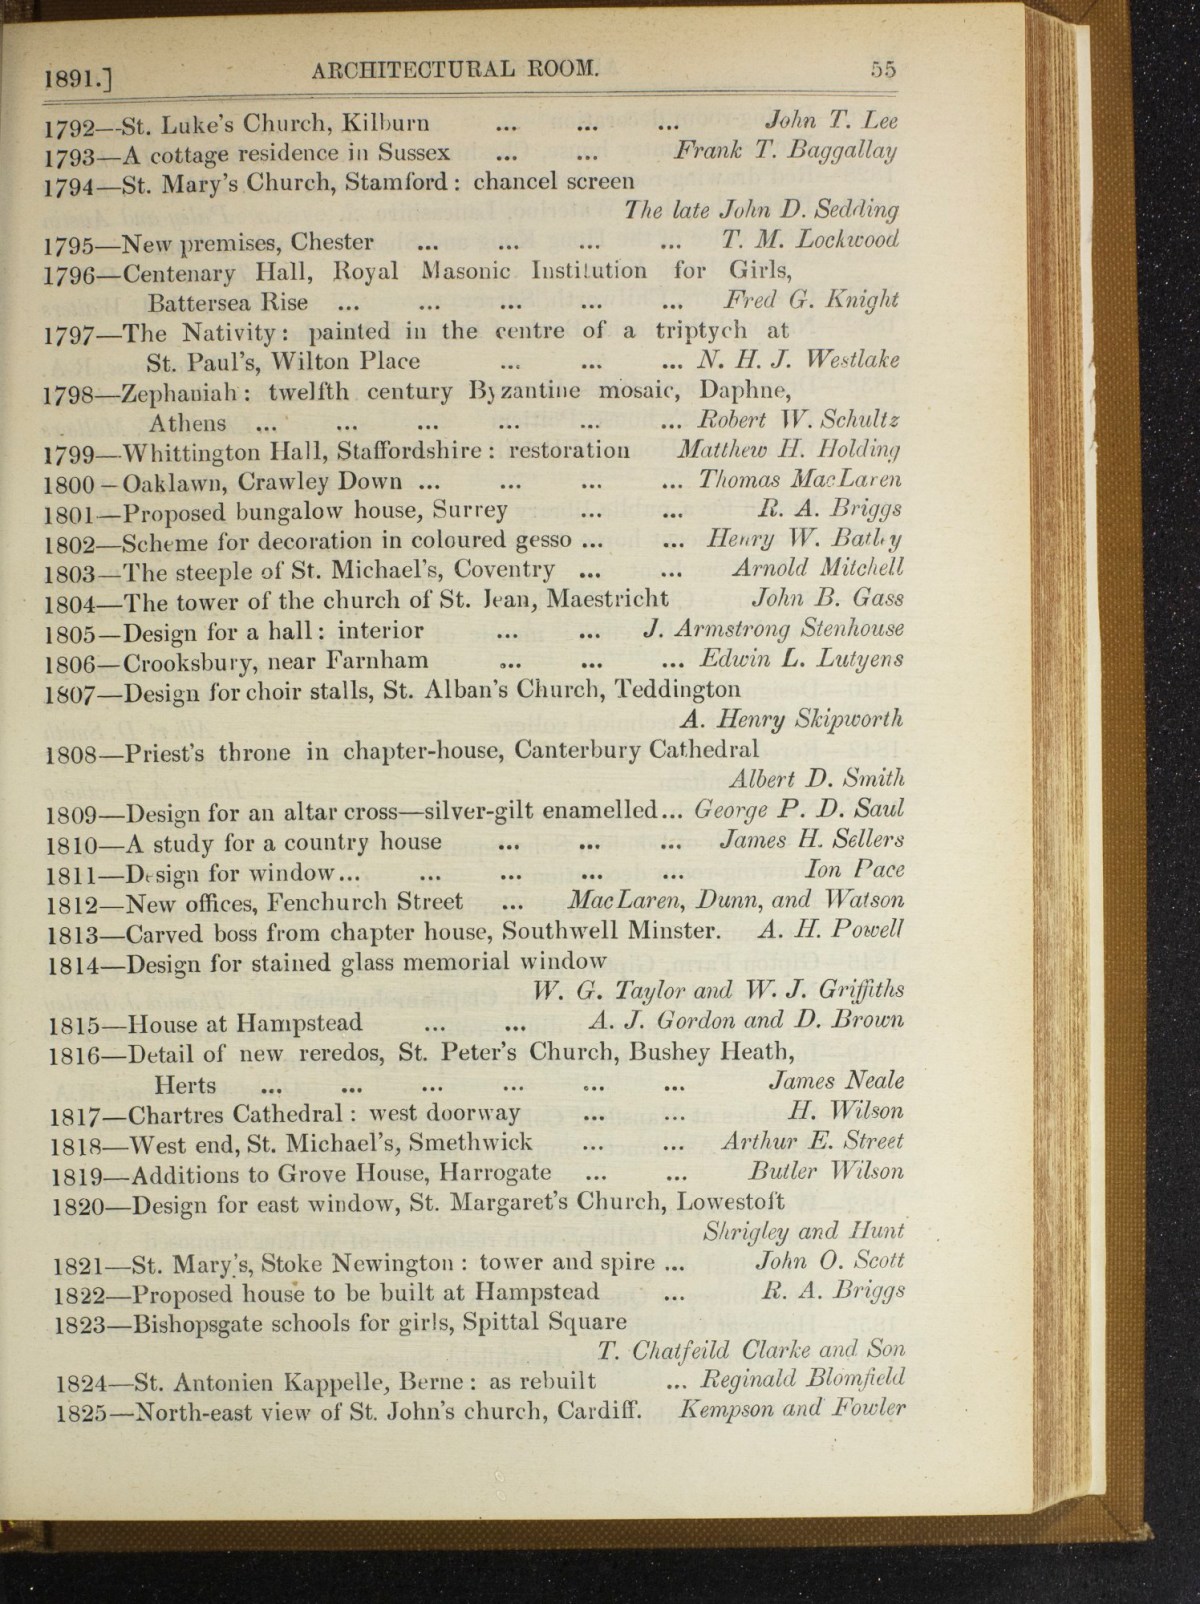 1891.] ARCHITECTURAL ROOM. 55
1792—St. Luke's Church, Kilburn ... ... ... John T. Lee
1793—A cottage residence in Sussex ... ... Frank T. Baggallay
1794—St. Mary's Church, Stamford : chancel screen
The late John D. Sedding
1795—New premises, Chester ... ... ... ... T. M. Lockwood
1796—Centenary Hall, Royal Masonic Institution for Girls,
Battersea Rise ... ... ... ... ... Fred G. Knight
1797—The Nativity : painted in the centre of a triptych at
St. Paul's, Wilton Place ... ... ... N. H. J. Westlake
1798—Zephaniah : twelfth century Byzantine mosaic, Daphne,
Athens ... ... ... ... ... ... Robert W. Schultz
1799—Whittington Hall, Staffordshire : restoration Matthew H. Holding
1800—Oaklawn, Crawley Down ... ... ... ... Thomas MacLaren
1801—Proposed bungalow house, Surrey ... ... R. A. Briggs
1802—Scheme for decoration in coloured gesso ... ... Henry W. Batley
1803—The steeple of St. Michael's, Coventry ... ... Arnold Mitchell
1804—The tower of the church of St. Jean, Maestricht John B. Gass
1805—Design for a hall : interior ... ... J. Armstrong Stenhouse
1806—Crooksbury, near Farnham ... ... ... Edwin L. Lutyens
1807—Design for choir stalls, St. Alban's Church, Teddington
A. Henry Skipworth
1808—Priest's throne in chapter-house, Canterbury Cathedral
Albert D. Smith
1809—Design for an altar cross—silver-gilt enamelled... George P. D. Saul
1810—A study for a country house ... ... ... James H. Sellers
1811—Design for window... ... ... ... ... Ion Pace
1812—New offices, Fenchurch Street ... MacLaren, Dunn, and Watson
1813—Carved boss from chapter house, Southwell Minster. A. H. Powell
1814—Design for stained glass memorial window
W. G. Taylor and W. J. Griffiths
1815—House at Hampstead ... ... A. J. Gordon and D. Brown
1816—Detail of new reredos, St. Peter's Church, Bushey Heath,
Herts ... ... ... ... ... ... James Neale
1817—Chartres Cathedral : west doorway ... ... H. Wilson
1818—West end, St. Michael's, Smethwick ... ... Arthur E. Street
1819—Additions to Grove House, Harrogate ... ... Butler Wilson
1820—Design for east window, St. Margaret's Church, Lowestoft
Shrigley and Hunt
1821—St. Mary's, Stoke Newington : tower and spire ... John O. Scott
1822—Proposed house to be built at Hampstead ... R. A. Briggs
1823—Bishopsgate schools for girls, Spittal Square
T. Chatfeild Clarke and Son
1824—St. Antonien Kappelle, Berne : as rebuilt ... Reginald Blomfield
1825—North-east view of St. John's church, Cardiff. Kempson and Fowler